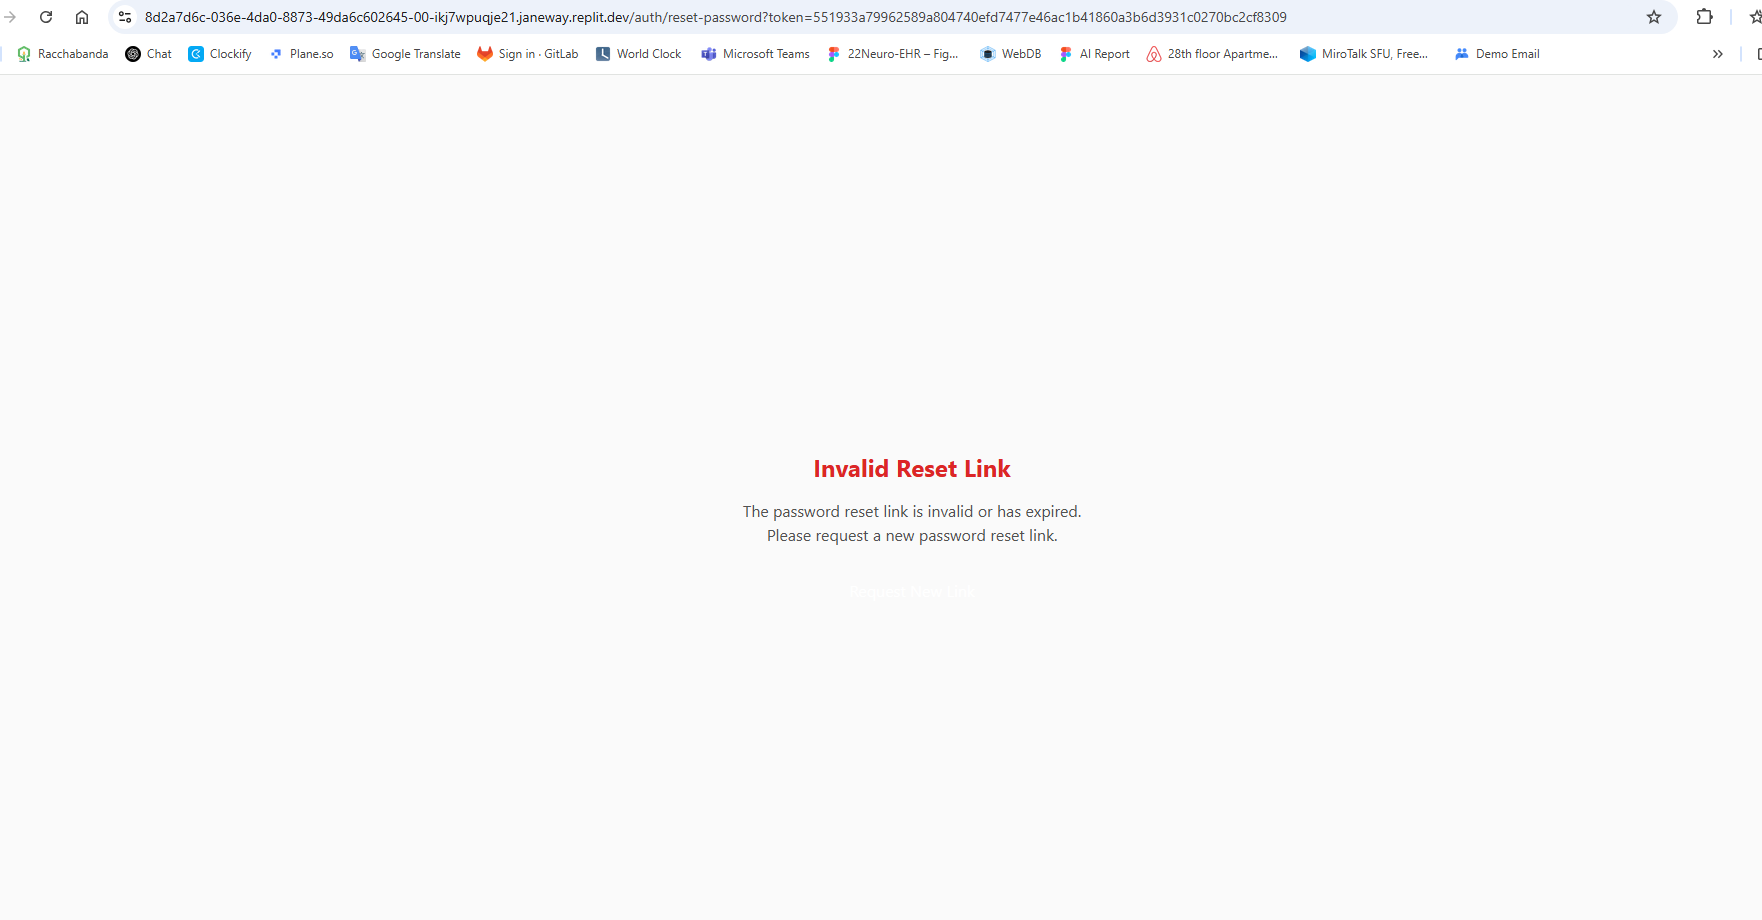 8d2a7d6c-036e-4da0-8873-49da6c602645-00-ikj7wpuqje21.janeway.replit.dev/auth/reset-password?token=551933a79962589a804740efd7477e46ac1b41860a3b6d3931c0270bc2cf8309
Racchabanda Chat Clockify Plane.so Google Translate Sign in · GitLab World Clock Microsoft Teams 22Neuro-EHR – Fig... WebDB AI Report 28th floor Apartme... MiroTalk SFU, Free... Demo Email »
Invalid Reset Link
The password reset link is invalid or has expired.
Please request a new password reset link.
Request New Link